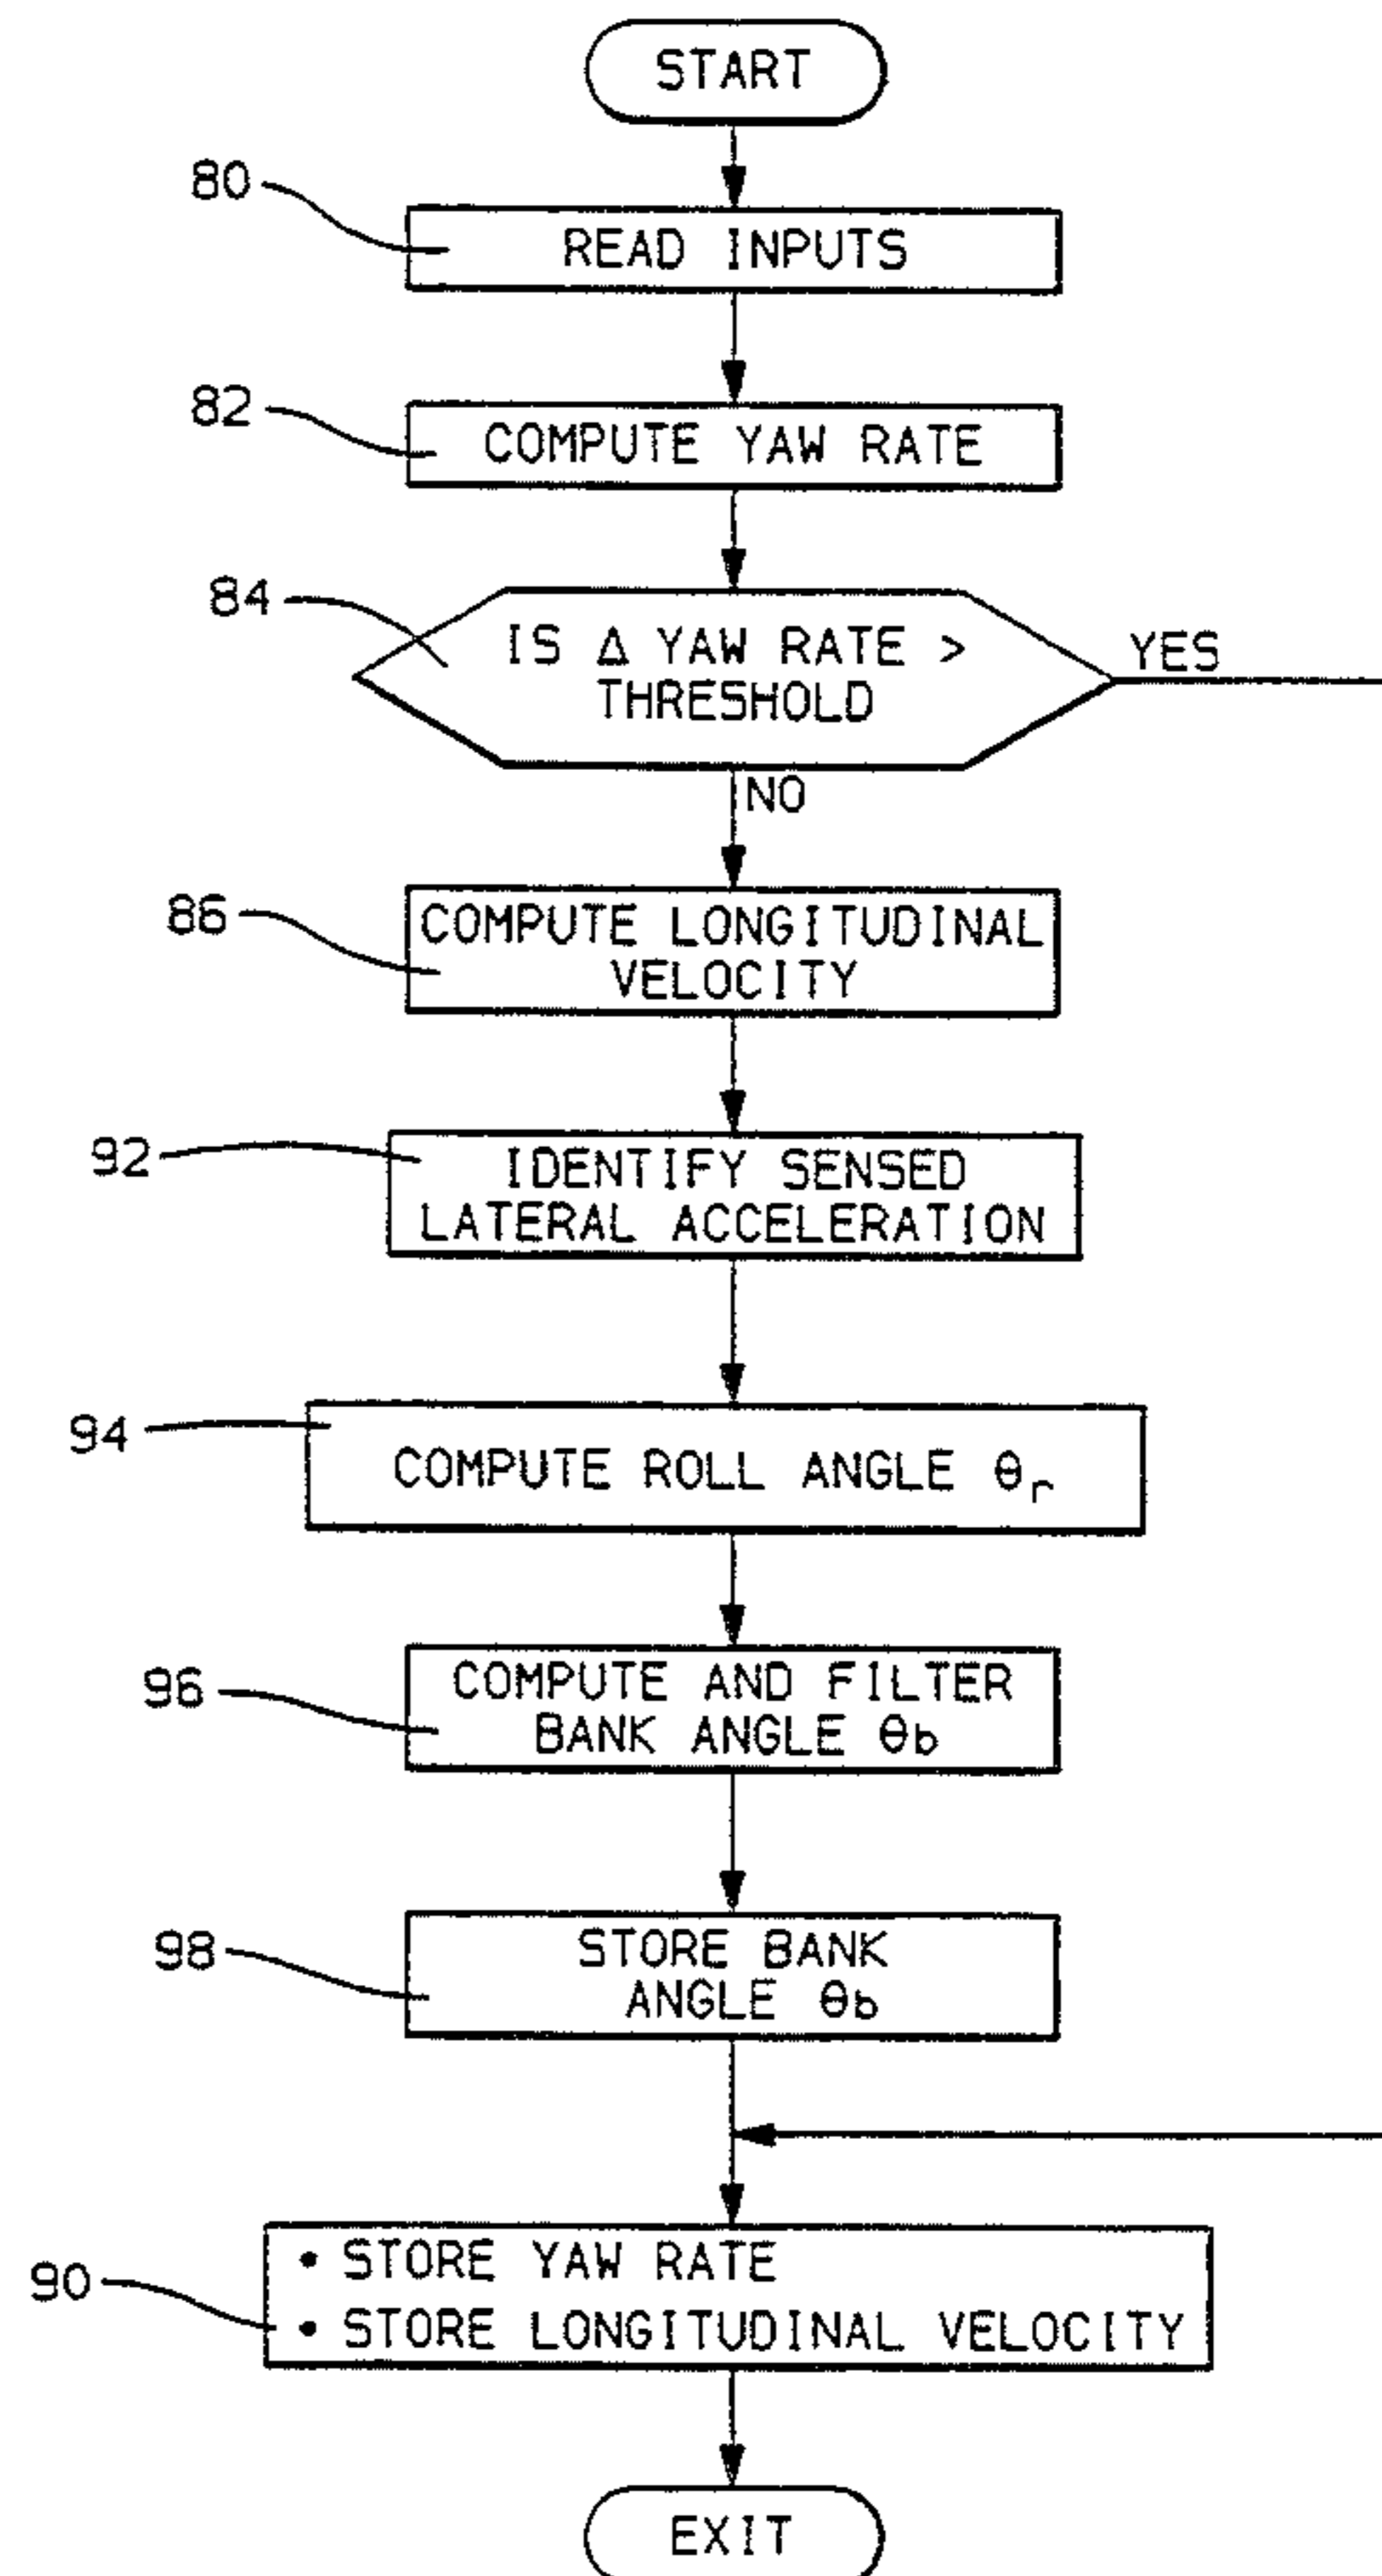 START
80
READ INPUTS
82
COMPUTE YAW RATE
84
IS Δ YAW RATE >
THRESHOLD
YES
NO
86
COMPUTE LONGITUDINAL
VELOCITY
92
IDENTIFY SENSED
LATERAL ACCELERATION
94
COMPUTE ROLL ANGLE θr
96
COMPUTE AND FILTER
BANK ANGLE θb
98
STORE BANK
ANGLE θb
90
• STORE YAW RATE
• STORE LONGITUDINAL VELOCITY
EXIT